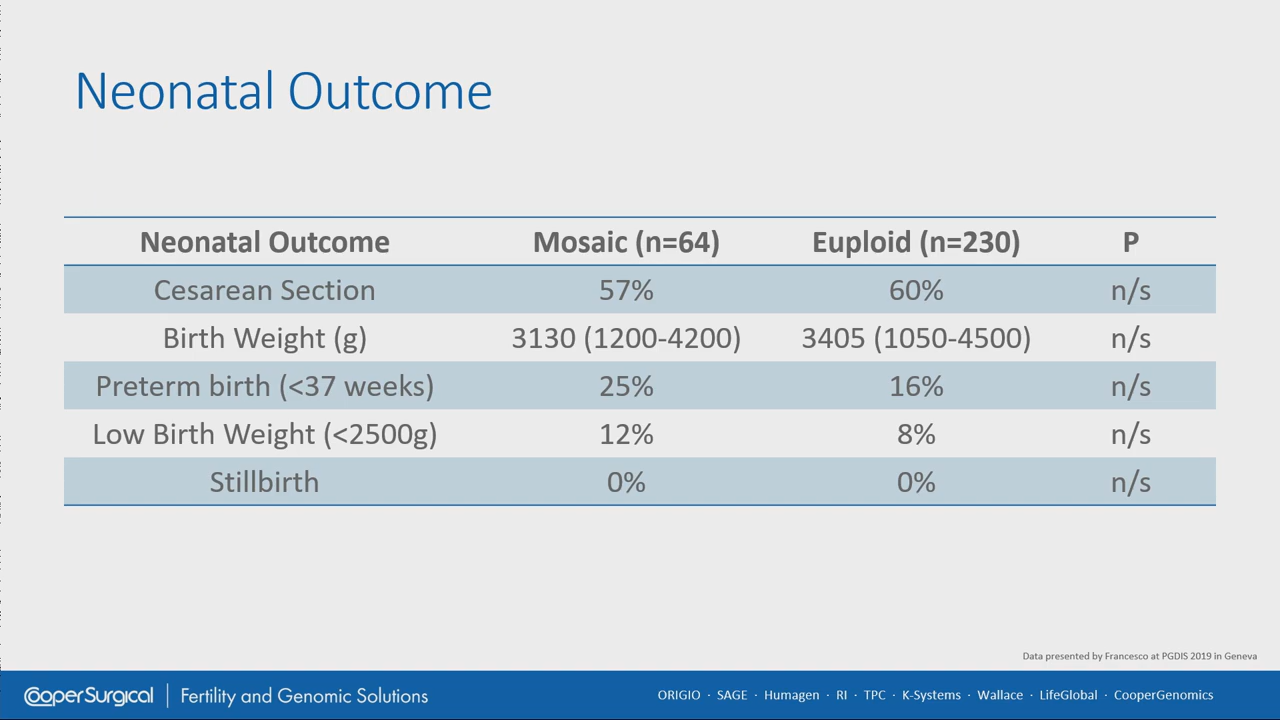 Neonatal Outcome
Neonatal Outcome Mosaic (n=64) Euploid (n=230) P
Cesarean Section 57% 60% n/s
Birth Weight (g) 3130 (1200-4200) 3405 (1050-4500) n/s
Preterm birth (<37 weeks) 25% 16% n/s
Low Birth Weight (<2500g) 12% 8% n/s
Stillbirth 0% 0% n/s
Data presented by Francesco at PGDIS 2019 in Geneva
CooperSurgical | Fertility and Genomic Solutions ORIGIO · SAGE · Humagen · RI · TPC · K-Systems · Wallace · LifeGlobal · CooperGenomics